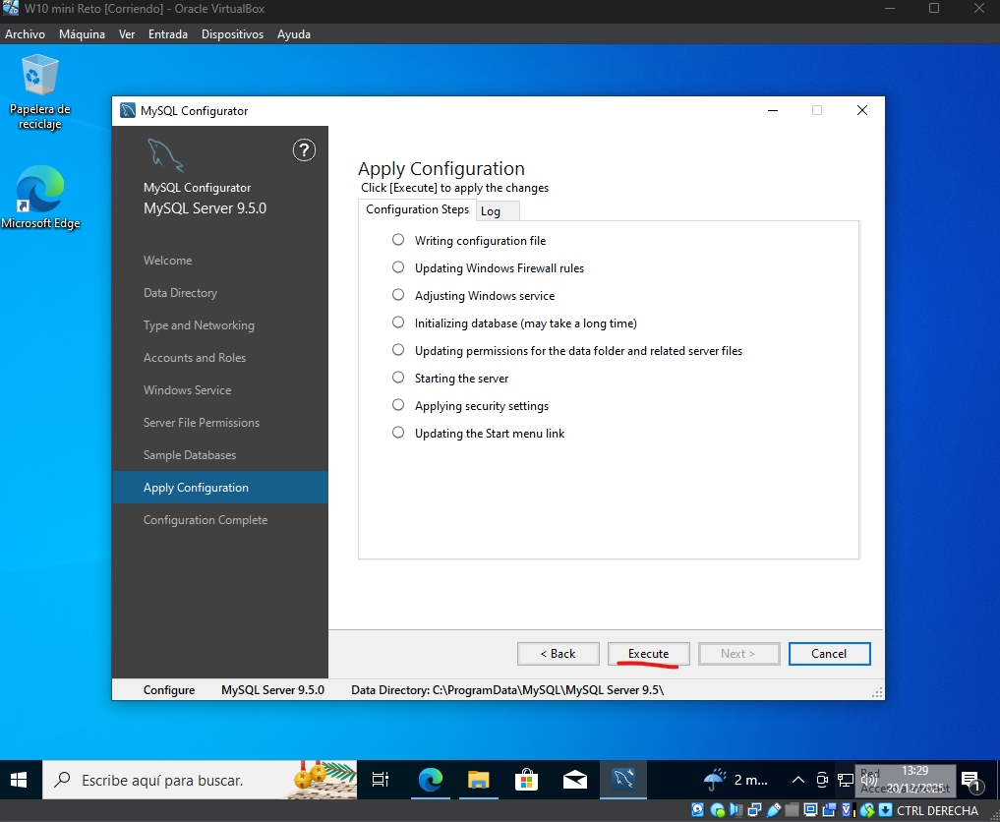 W10 mini Reto [Corriendo] - Oracle VirtualBox
Archivo Máquina Ver Entrada Dispositivos Ayuda
Papelera de
reciclaje
Microsoft Edge
MySQL Configurator
?
MySQL Configurator
MySQL Server 9.5.0
Welcome
Data Directory
Type and Networking
Accounts and Roles
Windows Service
Server File Permissions
Sample Databases
Apply Configuration
Configuration Complete
Apply Configuration
Click [Execute] to apply the changes
Configuration Steps Log
Writing configuration file
Updating Windows Firewall rules
Adjusting Windows service
Initializing database (may take a long time)
Updating permissions for the data folder and related server files
Starting the server
Applying security settings
Updating the Start menu link
< Back Execute Next > Cancel
Configure MySQL Server 9.5.0 Data Directory: C:\ProgramData\MySQL\MySQL Server 9.5\
Escribe aquí para buscar.
2 m...
13:29
20/12/2025
1
Red
CTRL DERECHA